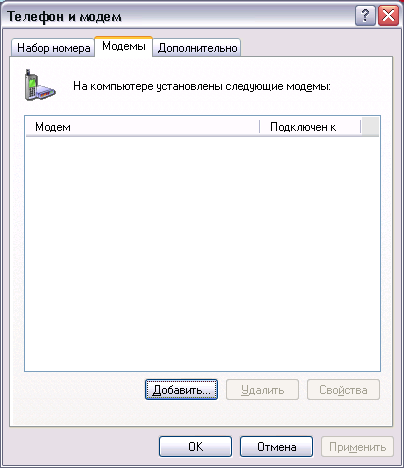 Телефон и модем
Набор номера Модемы Дополнительно
На компьютере установлены следующие модемы:
Модем Подключен к
Добавить... Удалить Свойства
OK Отмена Применить